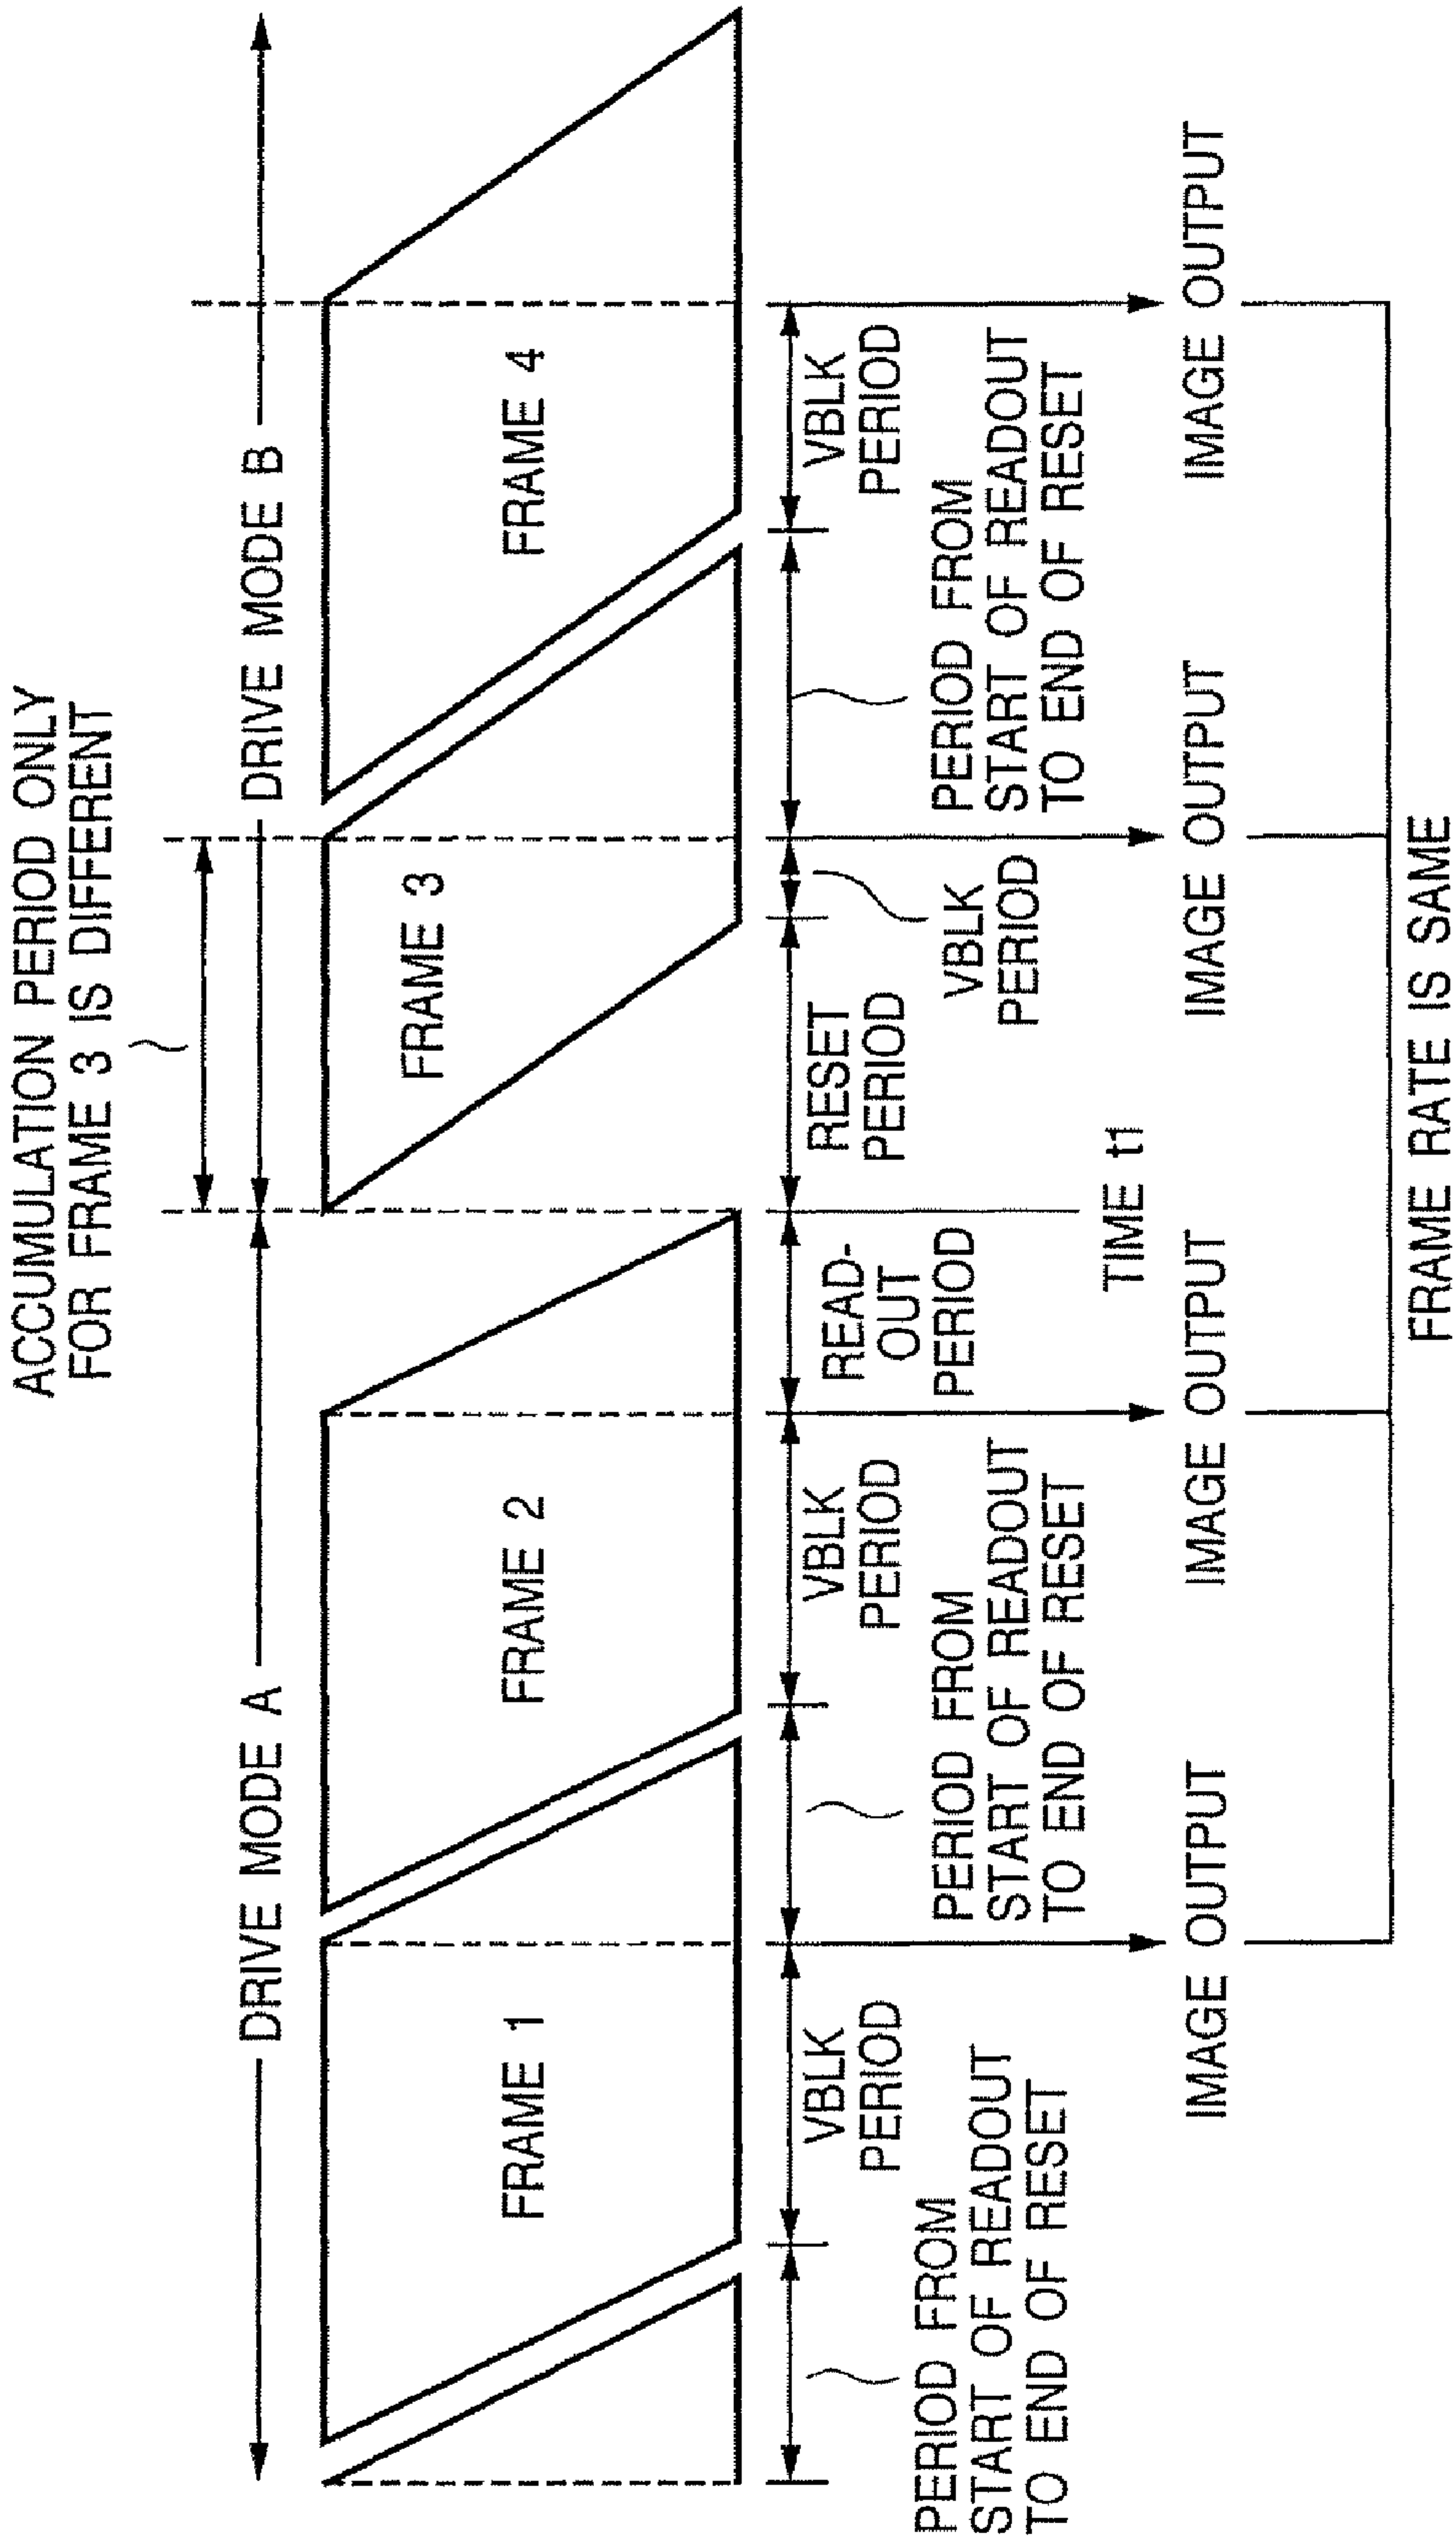 ACCUMULATION PERIOD ONLY
FOR FRAME 3 IS DIFFERENT
DRIVE MODE A
DRIVE MODE B
FRAME 1
FRAME 2
FRAME 3
FRAME 4
PERIOD FROM
START OF READOUT
TO END OF RESET
VBLK
PERIOD
PERIOD FROM
START OF READOUT
TO END OF RESET
VBLK
PERIOD
READ-
OUT
PERIOD
RESET
PERIOD
VBLK
PERIOD
PERIOD FROM
START OF READOUT
TO END OF RESET
VBLK
PERIOD
TIME t1
IMAGE OUTPUT
IMAGE OUTPUT
IMAGE OUTPUT
IMAGE OUTPUT
FRAME RATE IS SAME